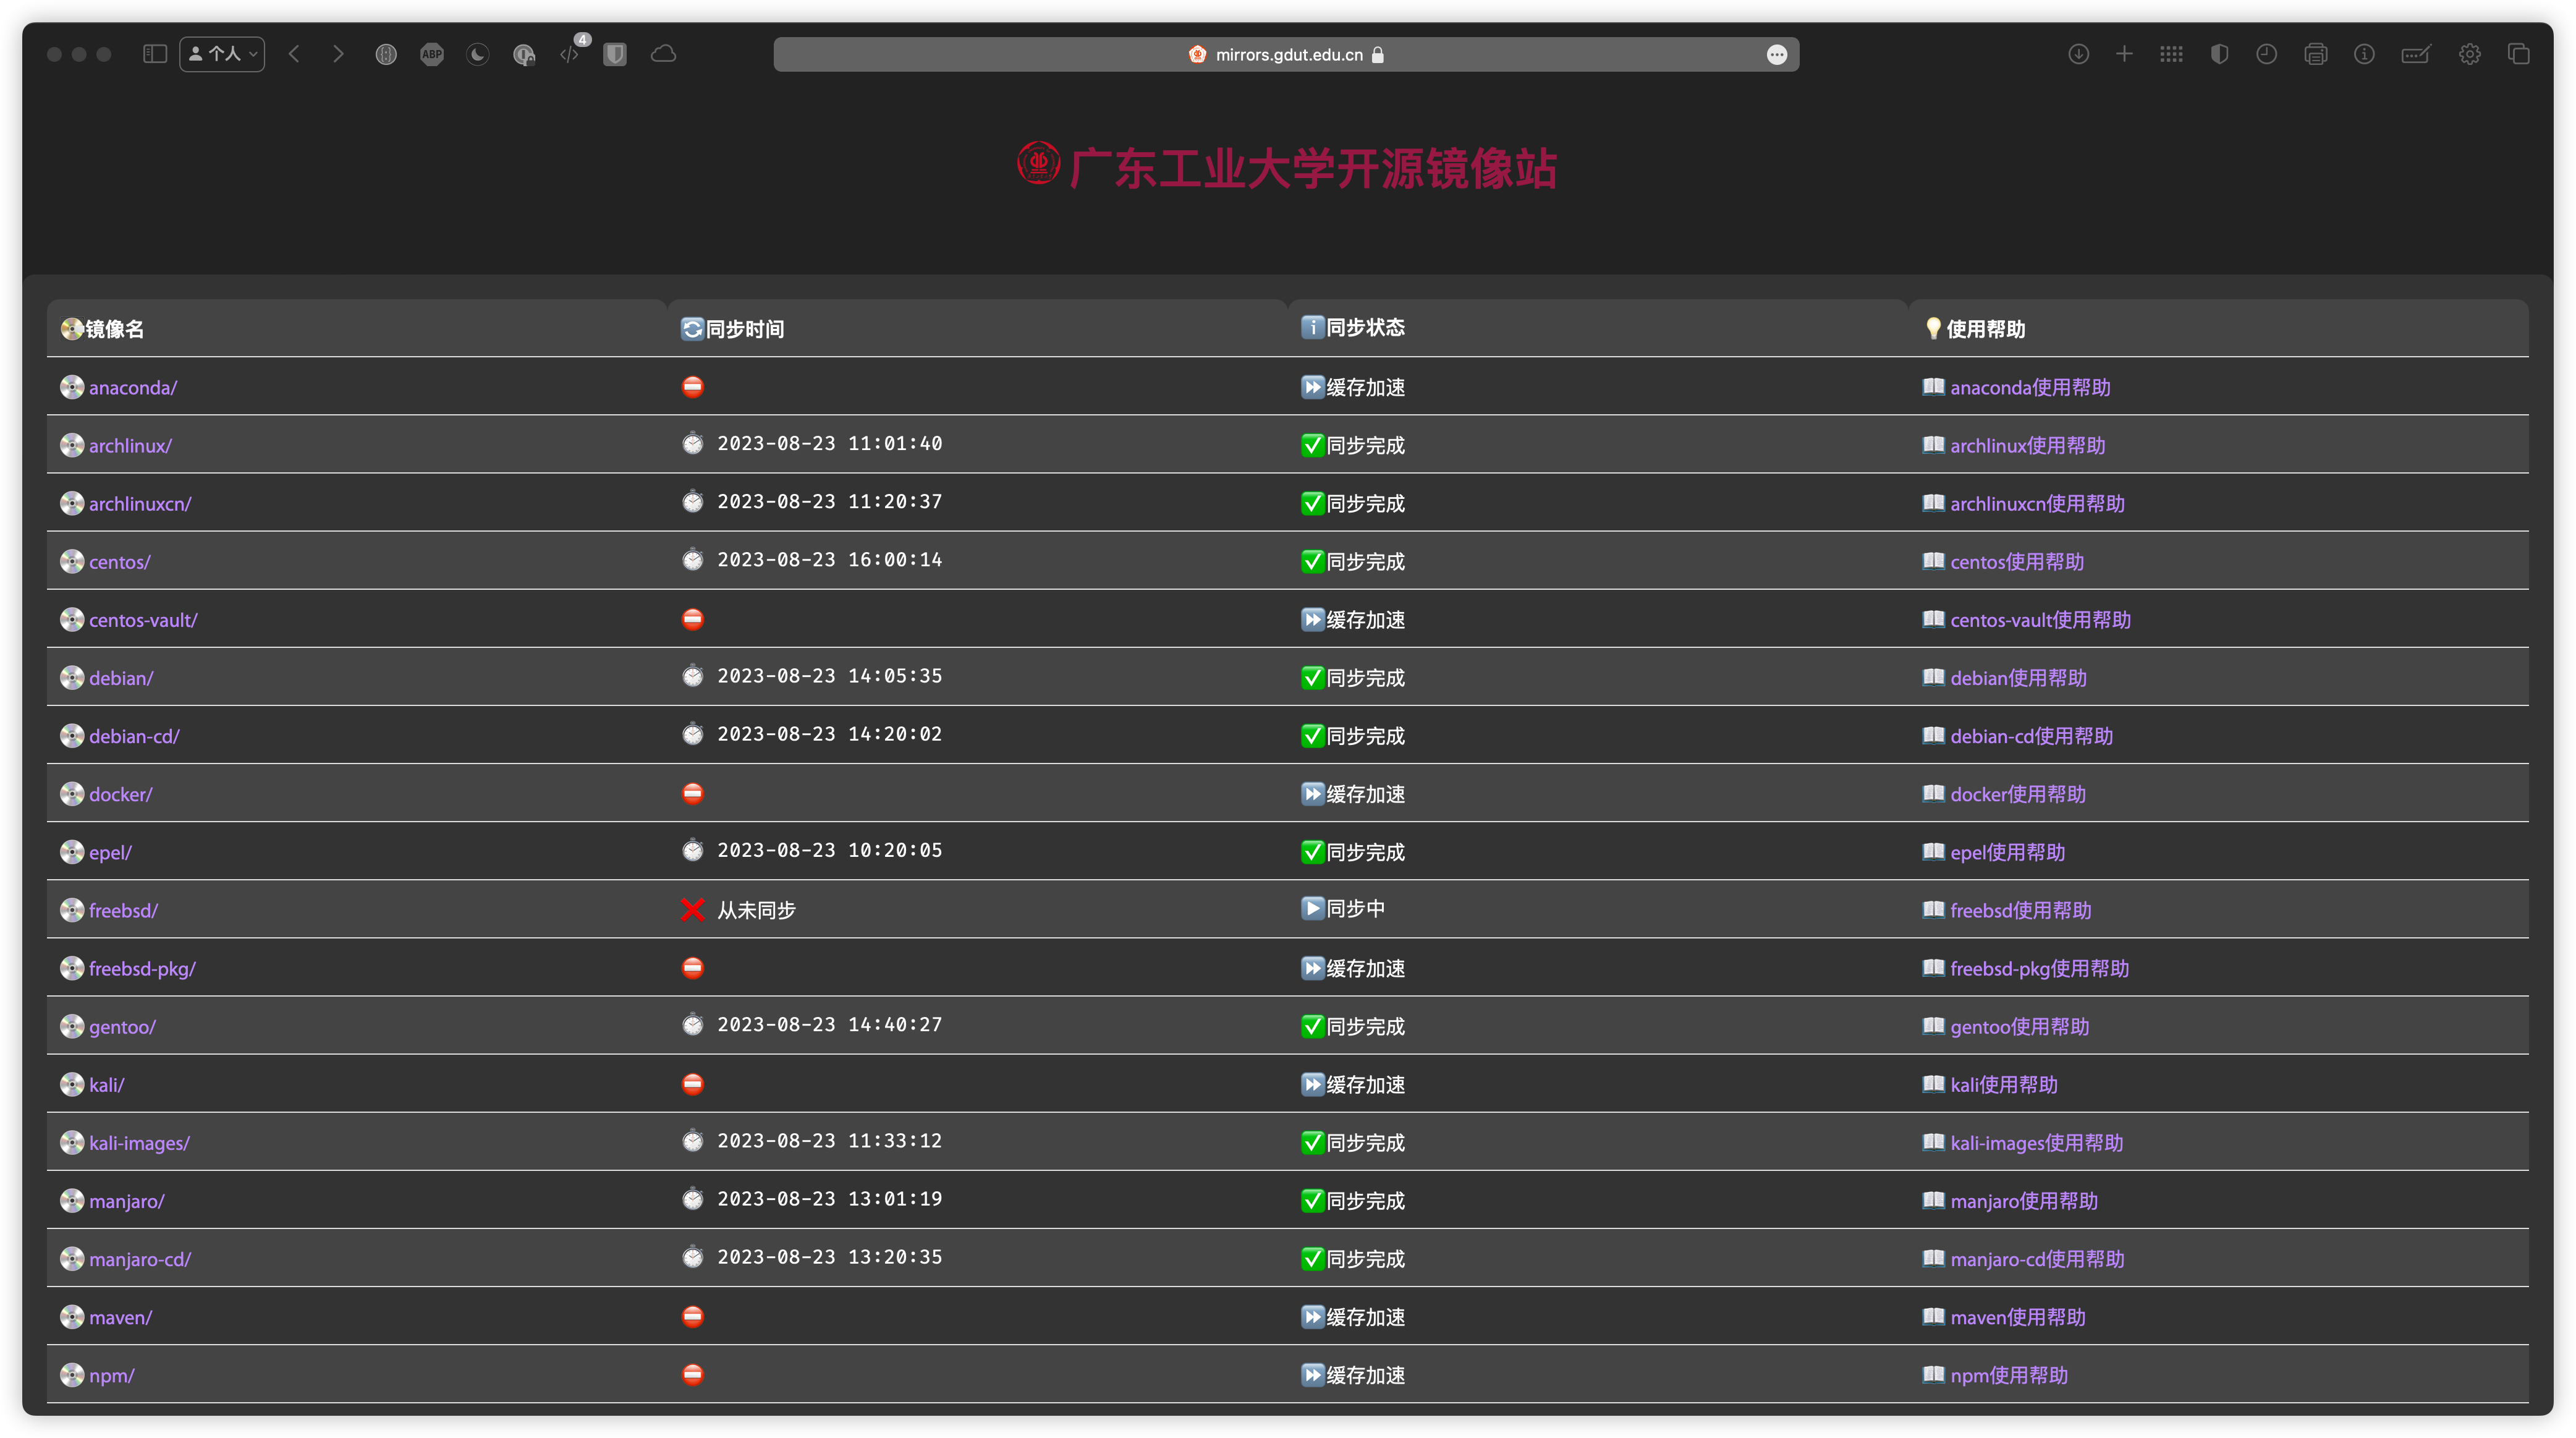 个人
ABP
4
mirrors.gdut.edu.cn
广东工业大学开源镜像站
镜像名 同步时间 同步状态 使用帮助
anaconda/ 缓存加速 anaconda使用帮助
archlinux/ 2023-08-23 11:01:40 同步完成 archlinux使用帮助
archlinuxcn/ 2023-08-23 11:20:37 同步完成 archlinuxcn使用帮助
centos/ 2023-08-23 16:00:14 同步完成 centos使用帮助
centos-vault/ 缓存加速 centos-vault使用帮助
debian/ 2023-08-23 14:05:35 同步完成 debian使用帮助
debian-cd/ 2023-08-23 14:20:02 同步完成 debian-cd使用帮助
docker/ 缓存加速 docker使用帮助
epel/ 2023-08-23 10:20:05 同步完成 epel使用帮助
freebsd/ 从未同步 同步中 freebsd使用帮助
freebsd-pkg/ 缓存加速 freebsd-pkg使用帮助
gentoo/ 2023-08-23 14:40:27 同步完成 gentoo使用帮助
kali/ 缓存加速 kali使用帮助
kali-images/ 2023-08-23 11:33:12 同步完成 kali-images使用帮助
manjaro/ 2023-08-23 13:01:19 同步完成 manjaro使用帮助
manjaro-cd/ 2023-08-23 13:20:35 同步完成 manjaro-cd使用帮助
maven/ 缓存加速 maven使用帮助
npm/ 缓存加速 npm使用帮助